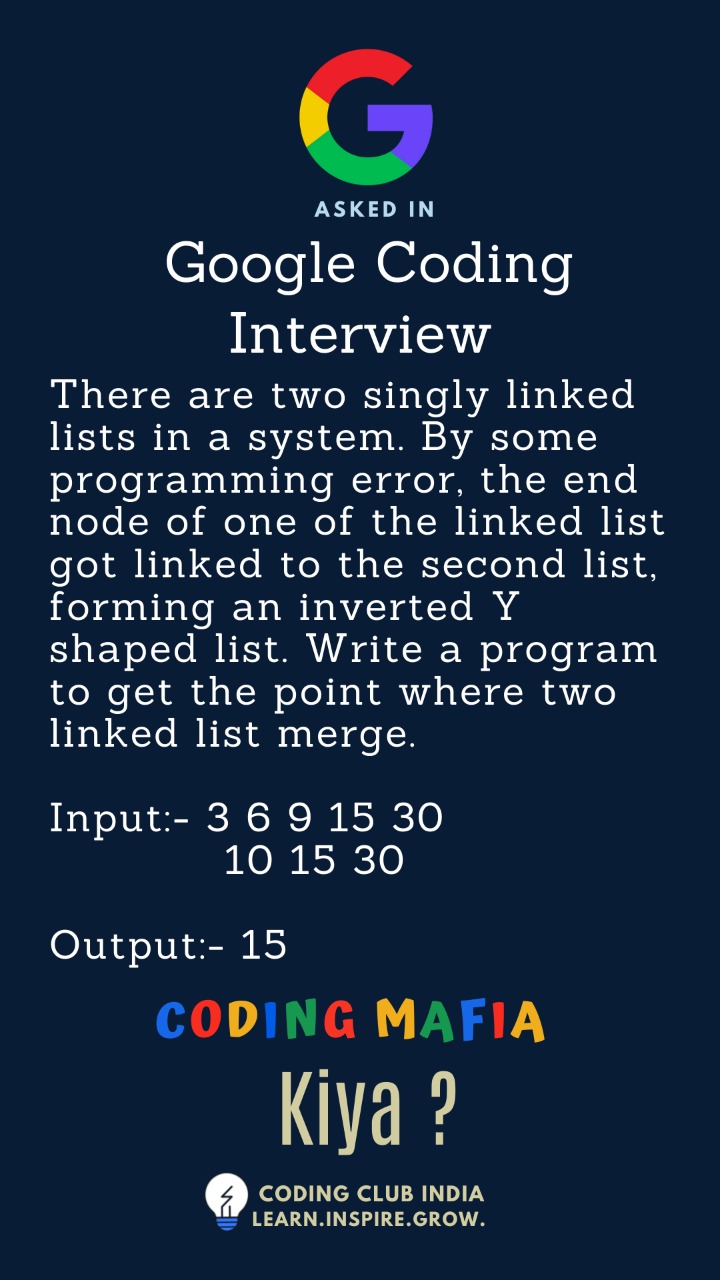 ASKED IN
Google Coding
Interview
There are two singly linked
lists in a system. By some
programming error, the end
node of one of the linked list
got linked to the second list,
forming an inverted Y
shaped list. Write a program
to get the point where two
linked list merge.
Input:- 3 6 9 15 30
10 15 30
Output:- 15
CODING MAFIA
Kiya ?
CODING CLUB INDIA
LEARN.INSPIRE.GROW.